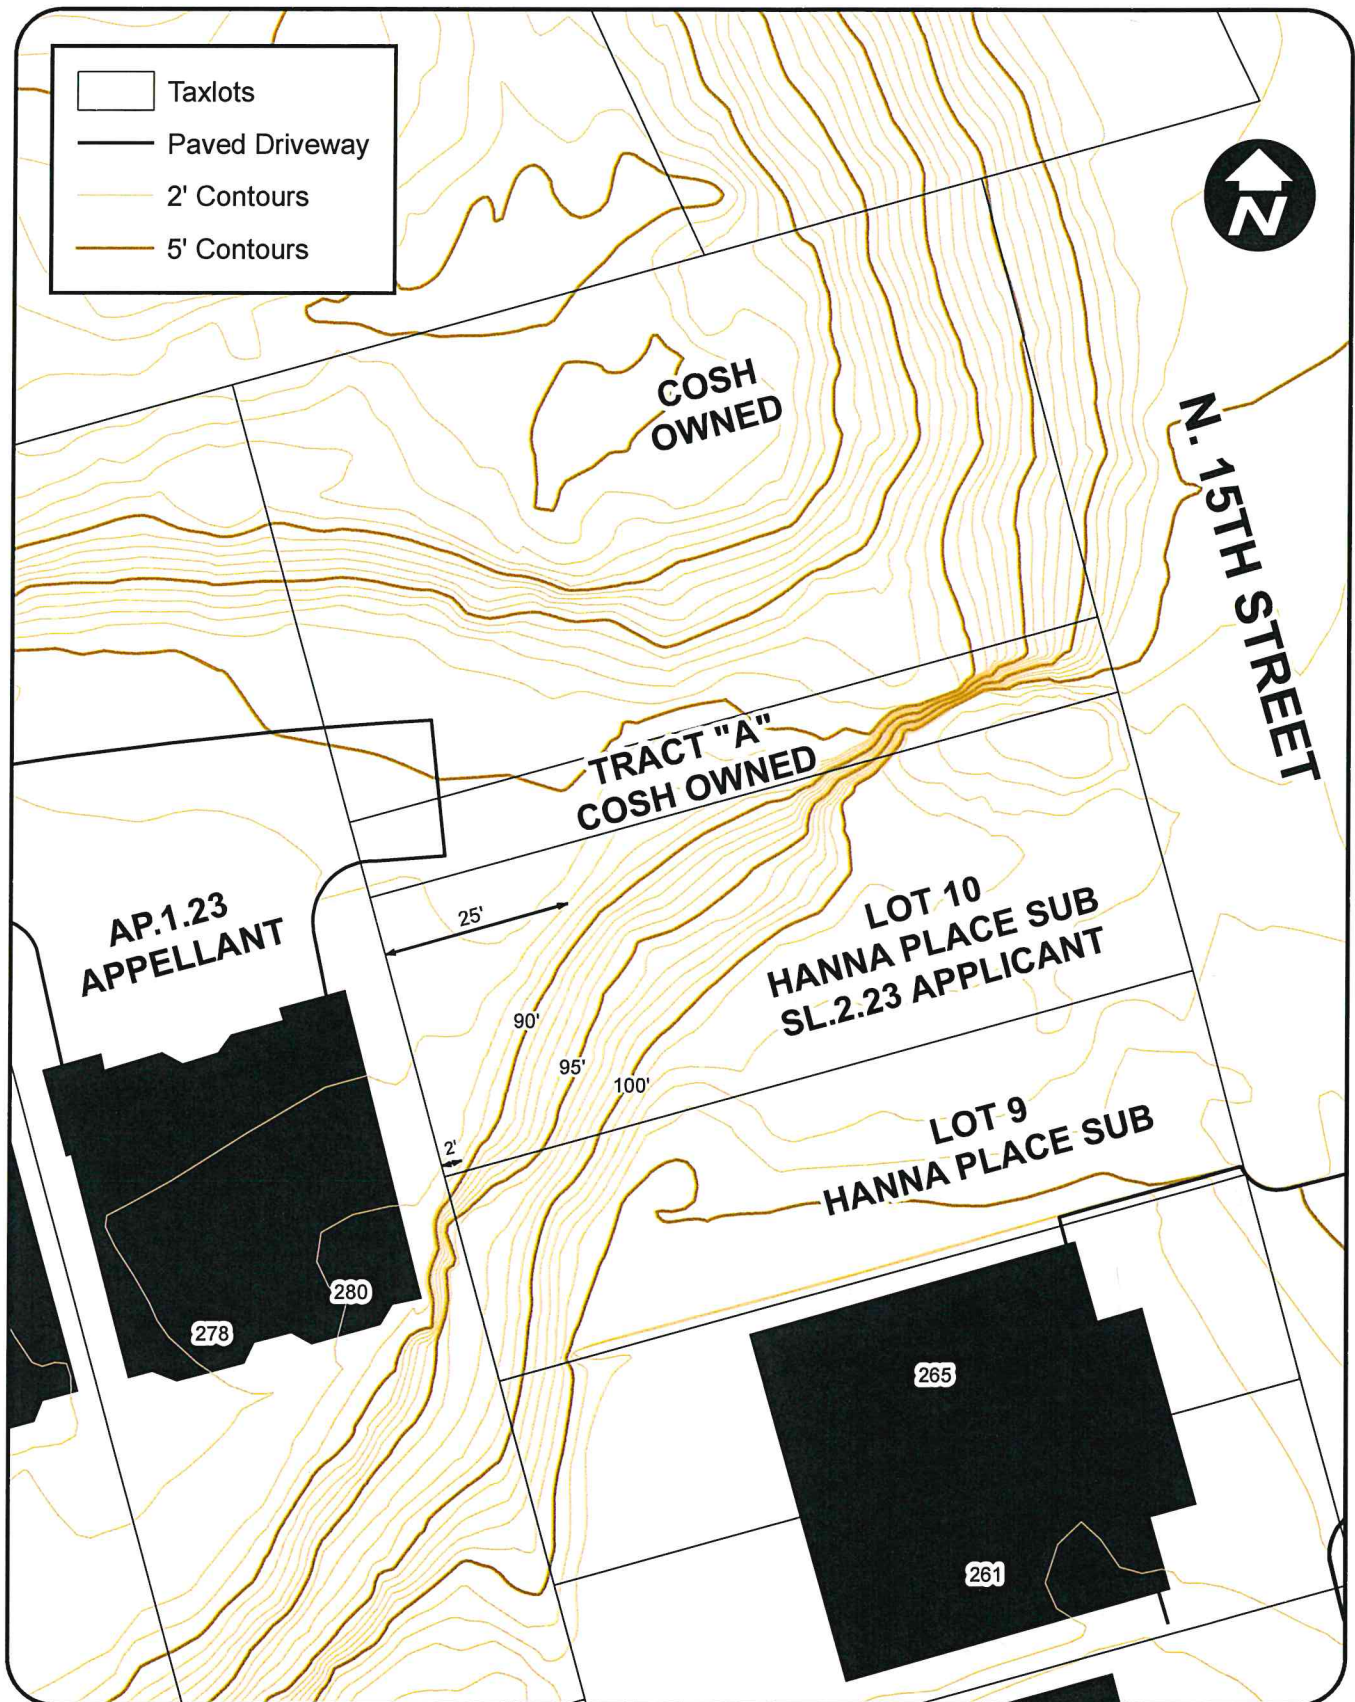 Taxlots
Paved Driveway
2' Contours
5' Contours
N
COSH
OWNED
N. 15TH STREET
TRACT "A"
COSH OWNED
25'
AP.1.23
APPELLANT
LOT 10
HANNA PLACE SUB
SL.2.23 APPLICANT
90'
95'
100'
2'
LOT 9
HANNA PLACE SUB
280
278
265
261